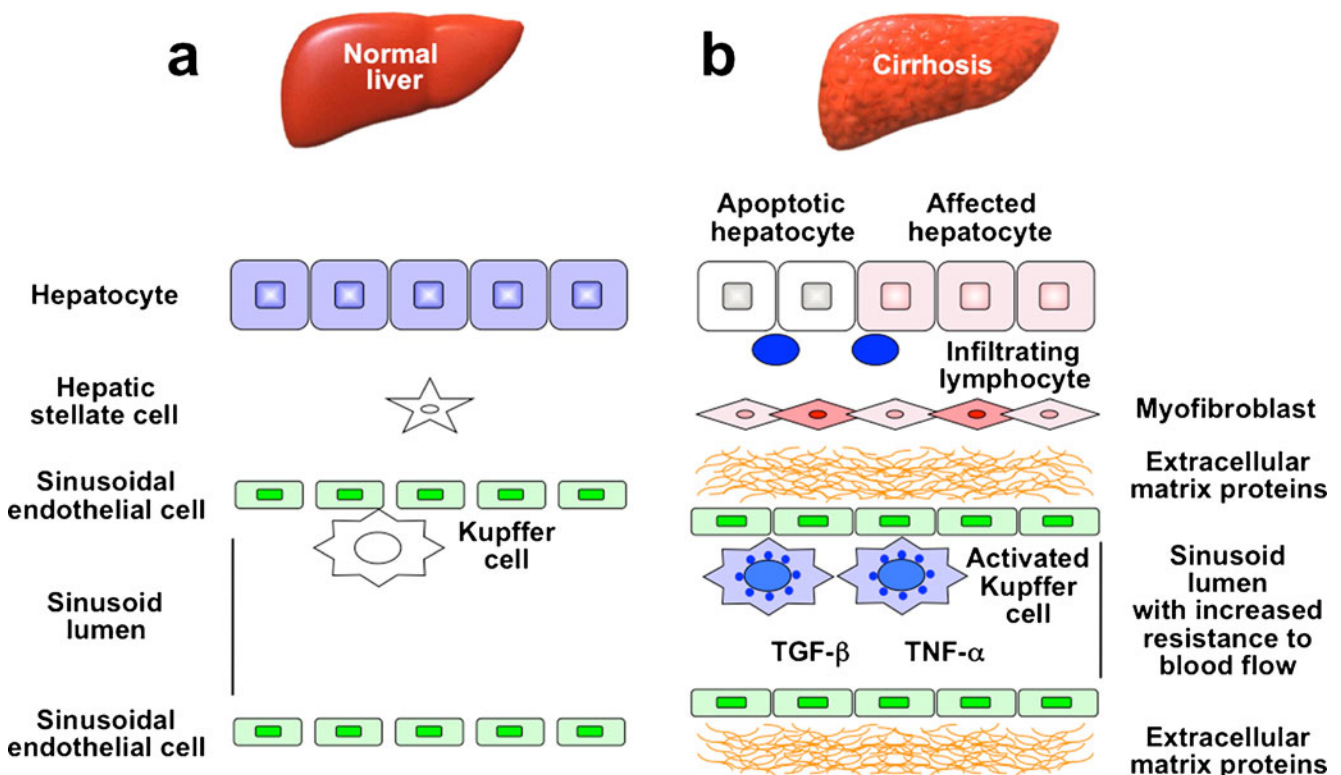 a
Normal
liver
Hepatocyte
Hepatic
stellate cell
Sinusoidal
endothelial cell
Kupffer
cell
Sinusoid
lumen
Sinusoidal
endothelial cell
b
Cirrhosis
Apoptotic
hepatocyte
Affected
hepatocyte
Infiltrating
lymphocyte
Myofibroblast
Extracellular
matrix proteins
Activated
Kupffer
cell
Sinusoid
lumen
with increased
resistance to
blood flow
TGF-β
TNF-α
Extracellular
matrix proteins